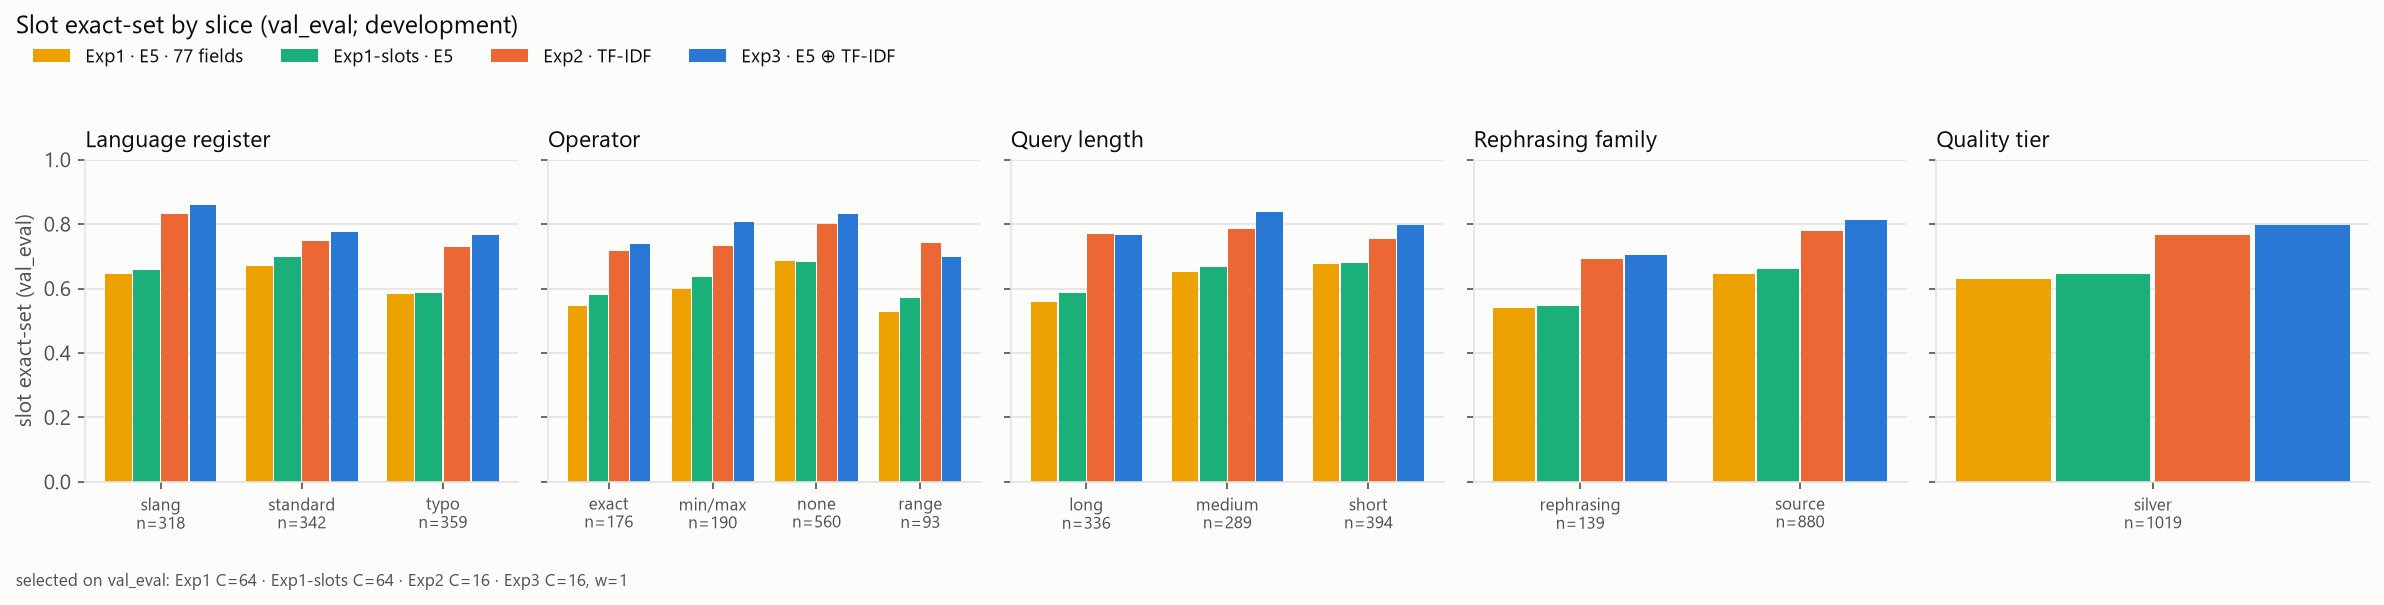 Slot exact-set by slice (val_eval; development)
Exp1 · E5 · 77 fields Exp1-slots · E5 Exp2 · TF-IDF Exp3 · E5 ⊕ TF-IDF
Language register
Operator
Query length
Rephrasing family
Quality tier
slot exact-set (val_eval)
1.0
0.8
0.6
0.4
0.2
0.0
slang standard typo
n=318 n=342 n=359
exact min/max none range
n=176 n=190 n=560 n=93
long medium short
n=336 n=289 n=394
rephrasing source
n=139 n=880
silver
n=1019
selected on val_eval: Exp1 C=64 · Exp1-slots C=64 · Exp2 C=16 · Exp3 C=16, w=1